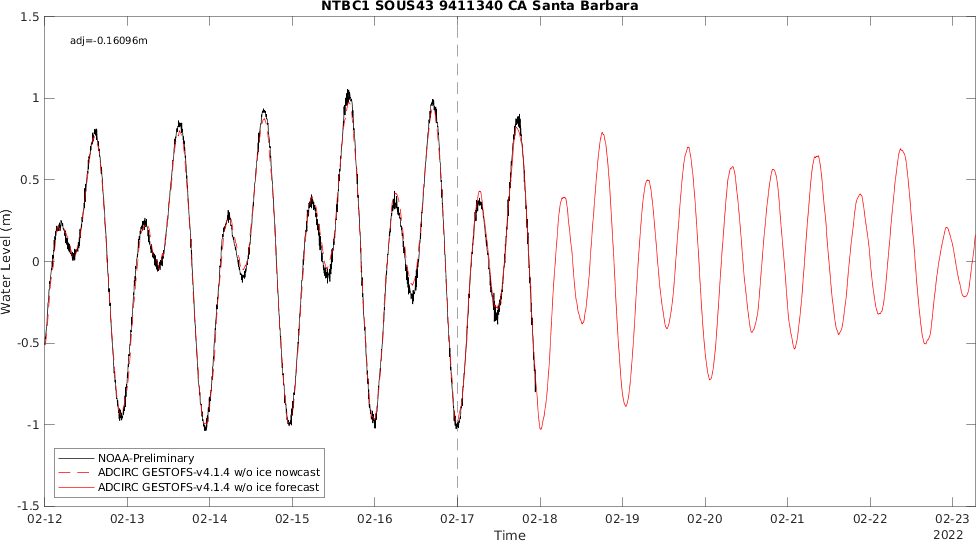 NTBC1 SOUS43 9411340 CA Santa Barbara
adj=-0.16096m
1.5
1
0.5
0
-0.5
-1
-1.5
Water Level (m)
NOAA-Preliminary
ADCIRC GESTOFS-v4.1.4 w/o ice nowcast
ADCIRC GESTOFS-v4.1.4 w/o ice forecast
02-12 02-13 02-14 02-15 02-16 02-17 02-18 02-19 02-20 02-21 02-22 02-23
Time
2022